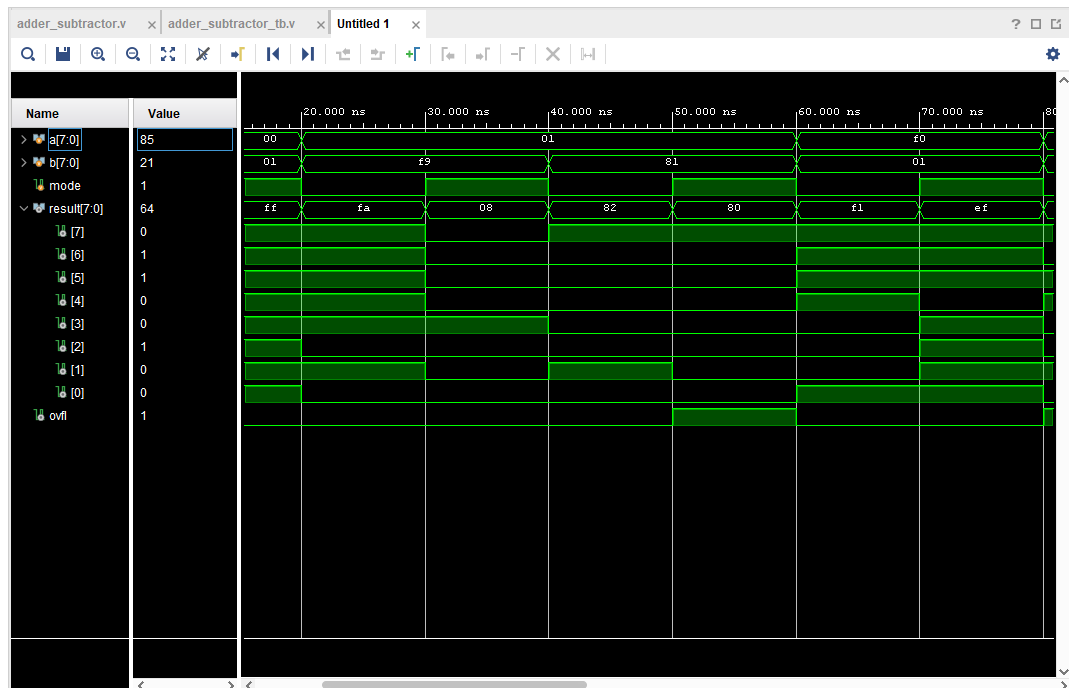 adder_subtractor.v × adder_subtractor_tb.v × Untitled 1 × ?
Name Value
20.000 ns 30.000 ns 40.000 ns 50.000 ns 60.000 ns 70.000 ns 80
a[7:0] 85 00 01 f0
b[7:0] 21 01 f9 81 01
mode 1
result[7:0] 64 ff fa 08 82 80 f1 ef
[7] 0
[6] 1
[5] 1
[4] 0
[3] 0
[2] 1
[1] 0
[0] 0
ovfl 1